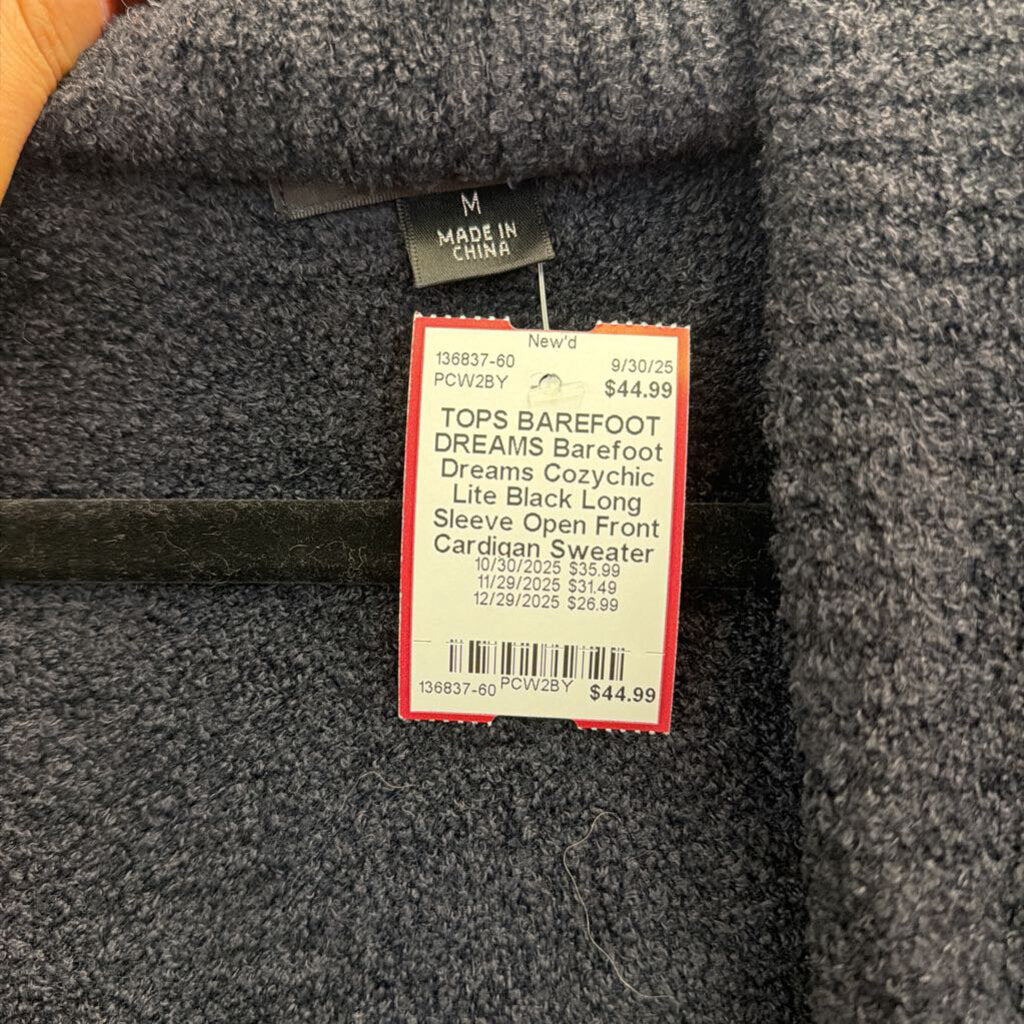 M
MADE IN
CHINA
New'd
136837-60 9/30/25
PCW2BY $44.99
TOPS BAREFOOT
DREAMS Barefoot
Dreams Cozychic
Lite Black Long
Sleeve Open Front
Cardigan Sweater
10/30/2025 $35.99
11/29/2025 $31.49
12/29/2025 $26.99
136837-60 PCW2BY $44.99